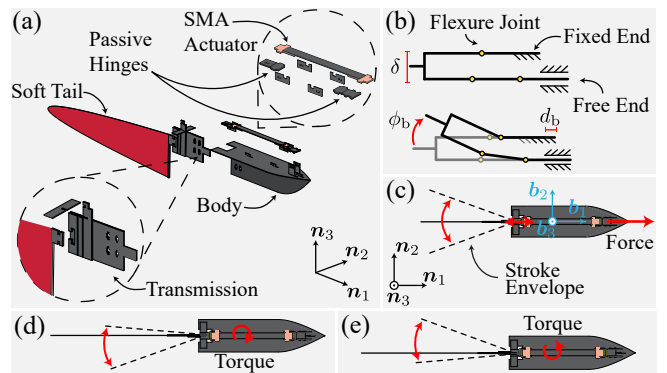 (a)
SMA
Actuator
Passive
Hinges
Soft Tail
Body
Transmission
n₃
n₂
n₁
(b)
Flexure Joint
Fixed End
δ
Free End
ϕb
db
(c)
b₂
b₁
b₃
Force
n₂
n₁
n₃
Stroke
Envelope
(d)
Torque
(e)
Torque